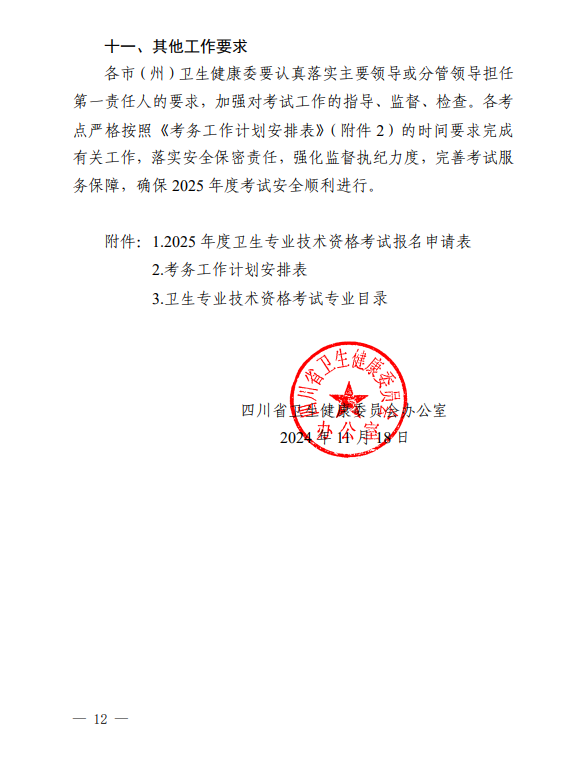 十一、其他工作要求
各市（州）卫生健康委要认真落实主要领导或分管领导担任
第一责任人的要求，加强对考试工作的指导、监督、检查。各考
点严格按照《考务工作计划安排表》（附件 2）的时间要求完成
有关工作，落实安全保密责任，强化监督执纪力度，完善考试服
务保障，确保 2025 年度考试安全顺利进行。
附件：1.2025 年度卫生专业技术资格考试报名申请表
2.考务工作计划安排表
3.卫生专业技术资格考试专业目录
四川省卫生健康委员会
四川省卫生健康委员会办公室
办公室
2024 年 11 月 18 日
— 12 —